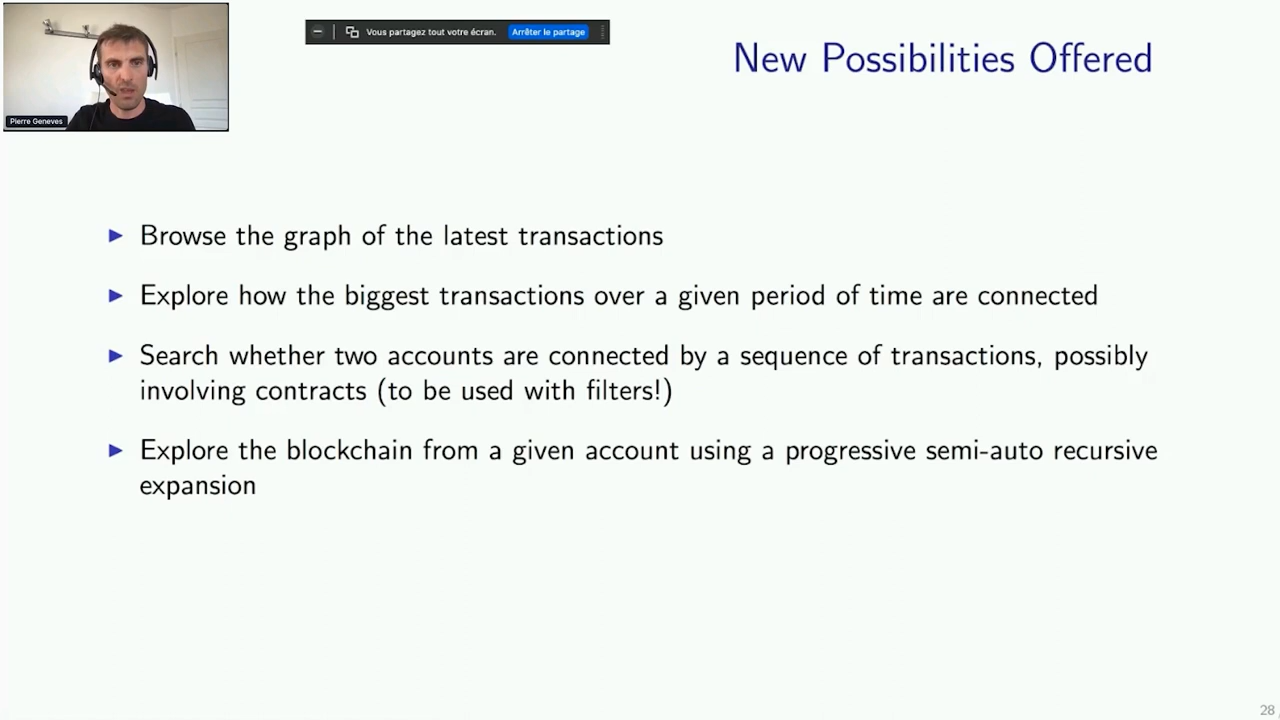 Vous partagez tout votre écran. Arrêter le partage
New Possibilities Offered
Pierre Geneves
Browse the graph of the latest transactions
Explore how the biggest transactions over a given period of time are connected
Search whether two accounts are connected by a sequence of transactions, possibly
involving contracts (to be used with filters!)
Explore the blockchain from a given account using a progressive semi-auto recursive
expansion
28